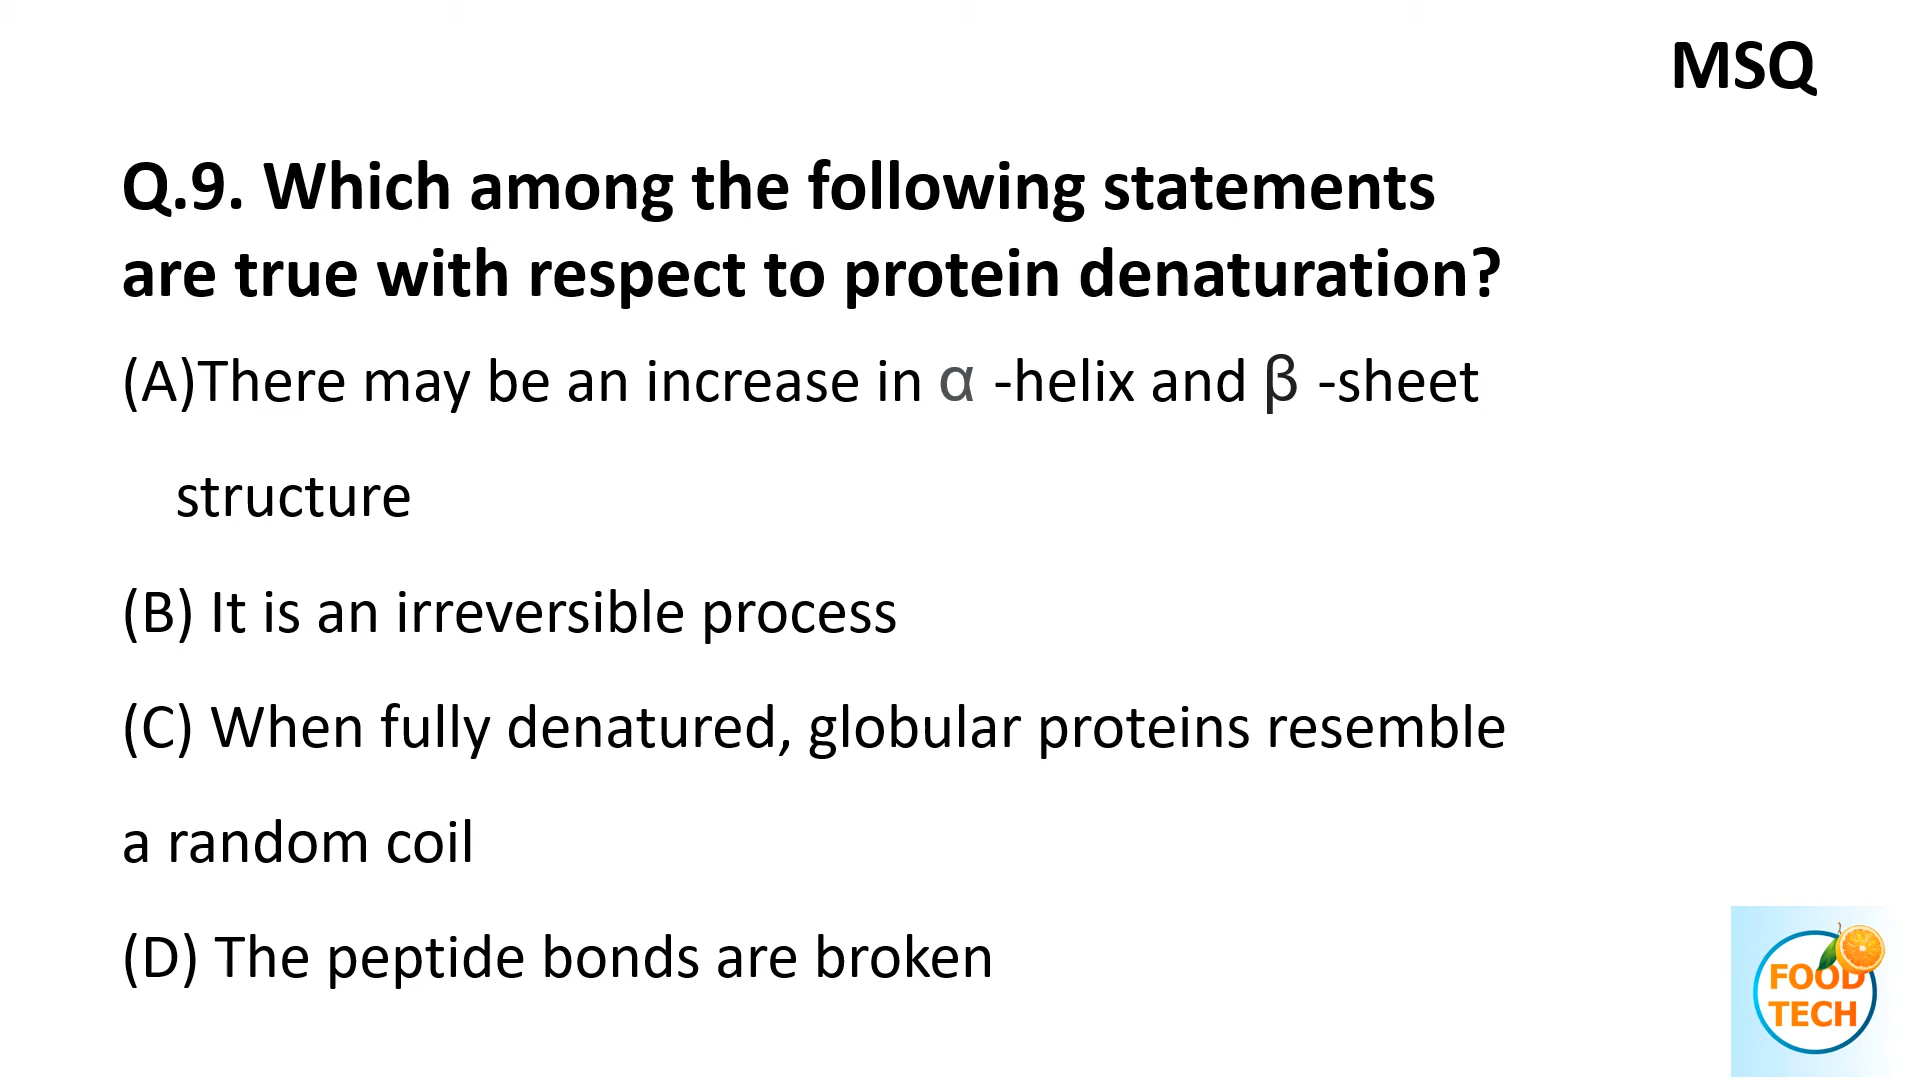 MSQ
Q.9. Which among the following statements
are true with respect to protein denaturation?
(A)There may be an increase in α -helix and β -sheet
structure
(B) It is an irreversible process
(C) When fully denatured, globular proteins resemble
a random coil
(D) The peptide bonds are broken
FOOD
TECH